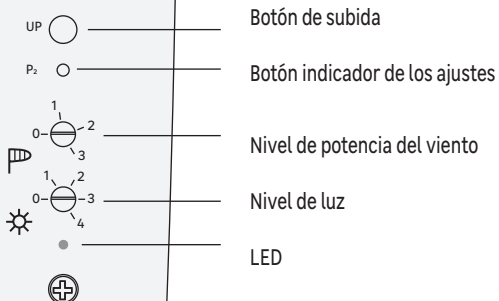 UP
Botón de subida
P₂
Botón indicador de los ajustes
1
0
2
3
Nivel de potencia del viento
1
2
0
3
4
Nivel de luz
LED